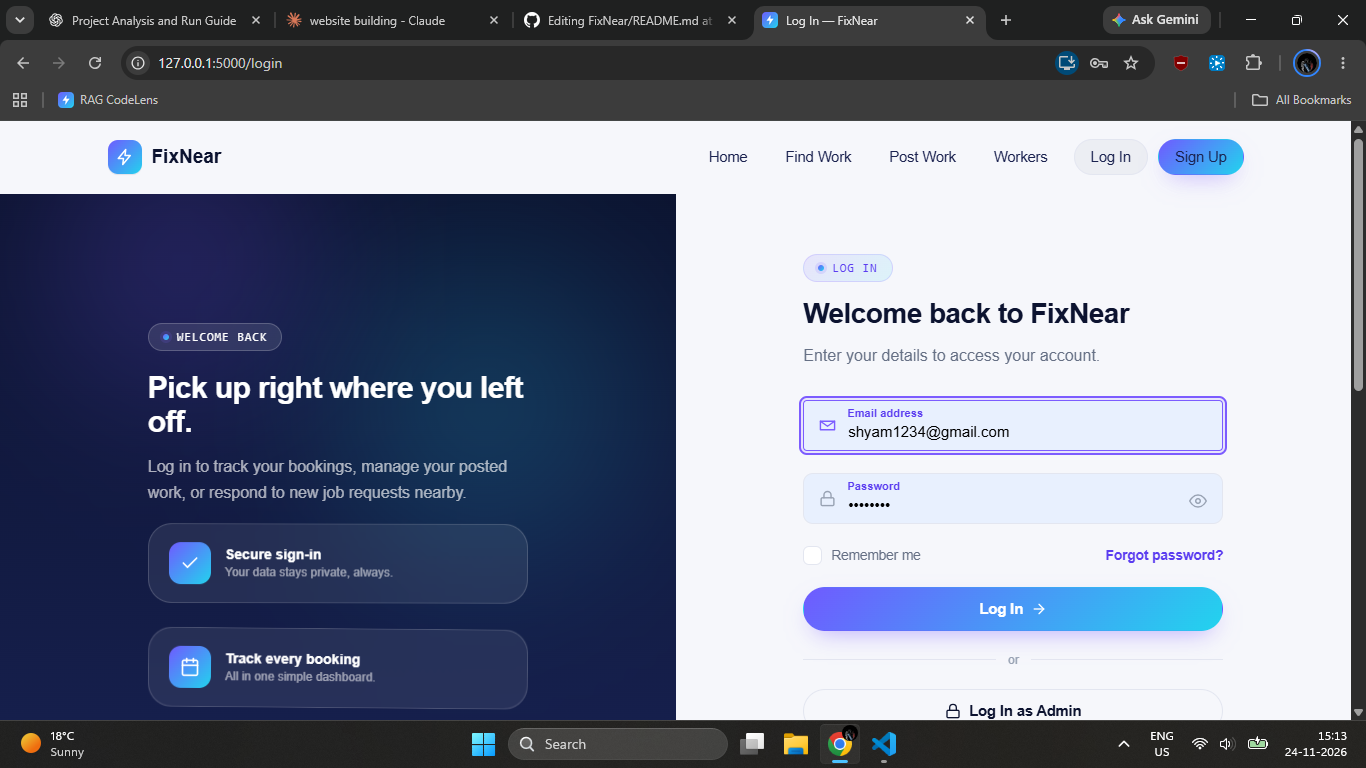 Project Analysis and Run Guide
website building - Claude
Editing FixNear/README.md at
Log In — FixNear
Ask Gemini
127.0.0.1:5000/login
RAG CodeLens
All Bookmarks
FixNear
Home
Find Work
Post Work
Workers
Log In
Sign Up
WELCOME BACK
Pick up right where you left
off.
Log in to track your bookings, manage your posted
work, or respond to new job requests nearby.
Secure sign-in
Your data stays private, always.
Track every booking
All in one simple dashboard.
LOG IN
Welcome back to FixNear
Enter your details to access your account.
Email address
shyam1234@gmail.com
Password
••••••••
Remember me
Forgot password?
Log In →
or
Log In as Admin
18°C
Sunny
Search
ENG
US
15:13
24-11-2026